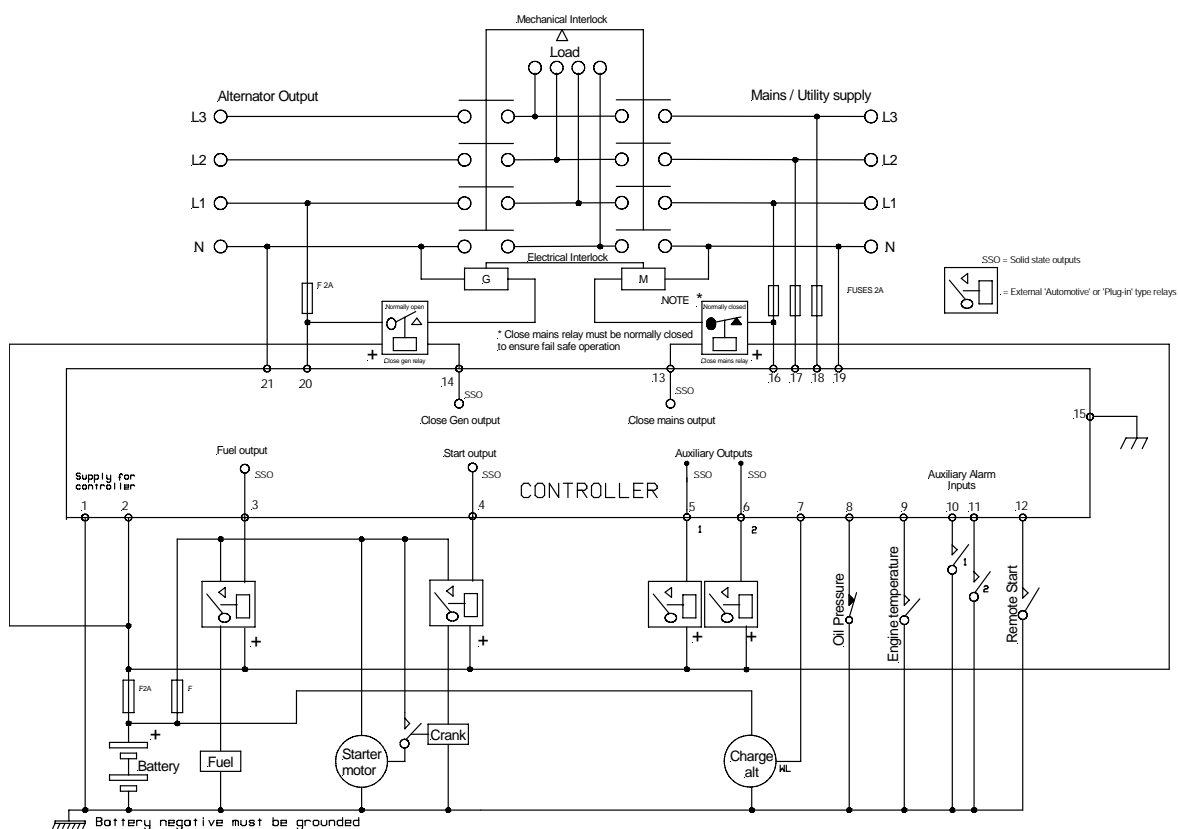 Mechanical Interlock
Load
Alternator Output
Mains / Utility supply
L3
L3
L2
L2
L1
L1
N
N
Electrical Interlock
G
M
SSO = Solid state outputs
= External 'Automotive' or 'Plug-in' type relays
F 2A
NOTE *
FUSES 2A
Normally open
Normally closed
* Close mains relay must be normally closed
to ensure fail safe operation
+
Close gen relay
Close mains relay
+
21
20
14
13
16
17
18
19
SSO
SSO
Close Gen output
Close mains output
15
Fuel output
Start output
Auxiliary Outputs
SSO
SSO
SSO
SSO
Supply for
controller
CONTROLLER
Auxiliary Alarm
Inputs
1
2
3
4
5
6
7
8
9
10
11
12
1
2
1
2
Oil Pressure
Engine temperature
Remote Start
+
+
+
+
F2A
F
+
Battery
Fuel
Starter
motor
Crank
Charge
alt
WL
Battery negative must be grounded